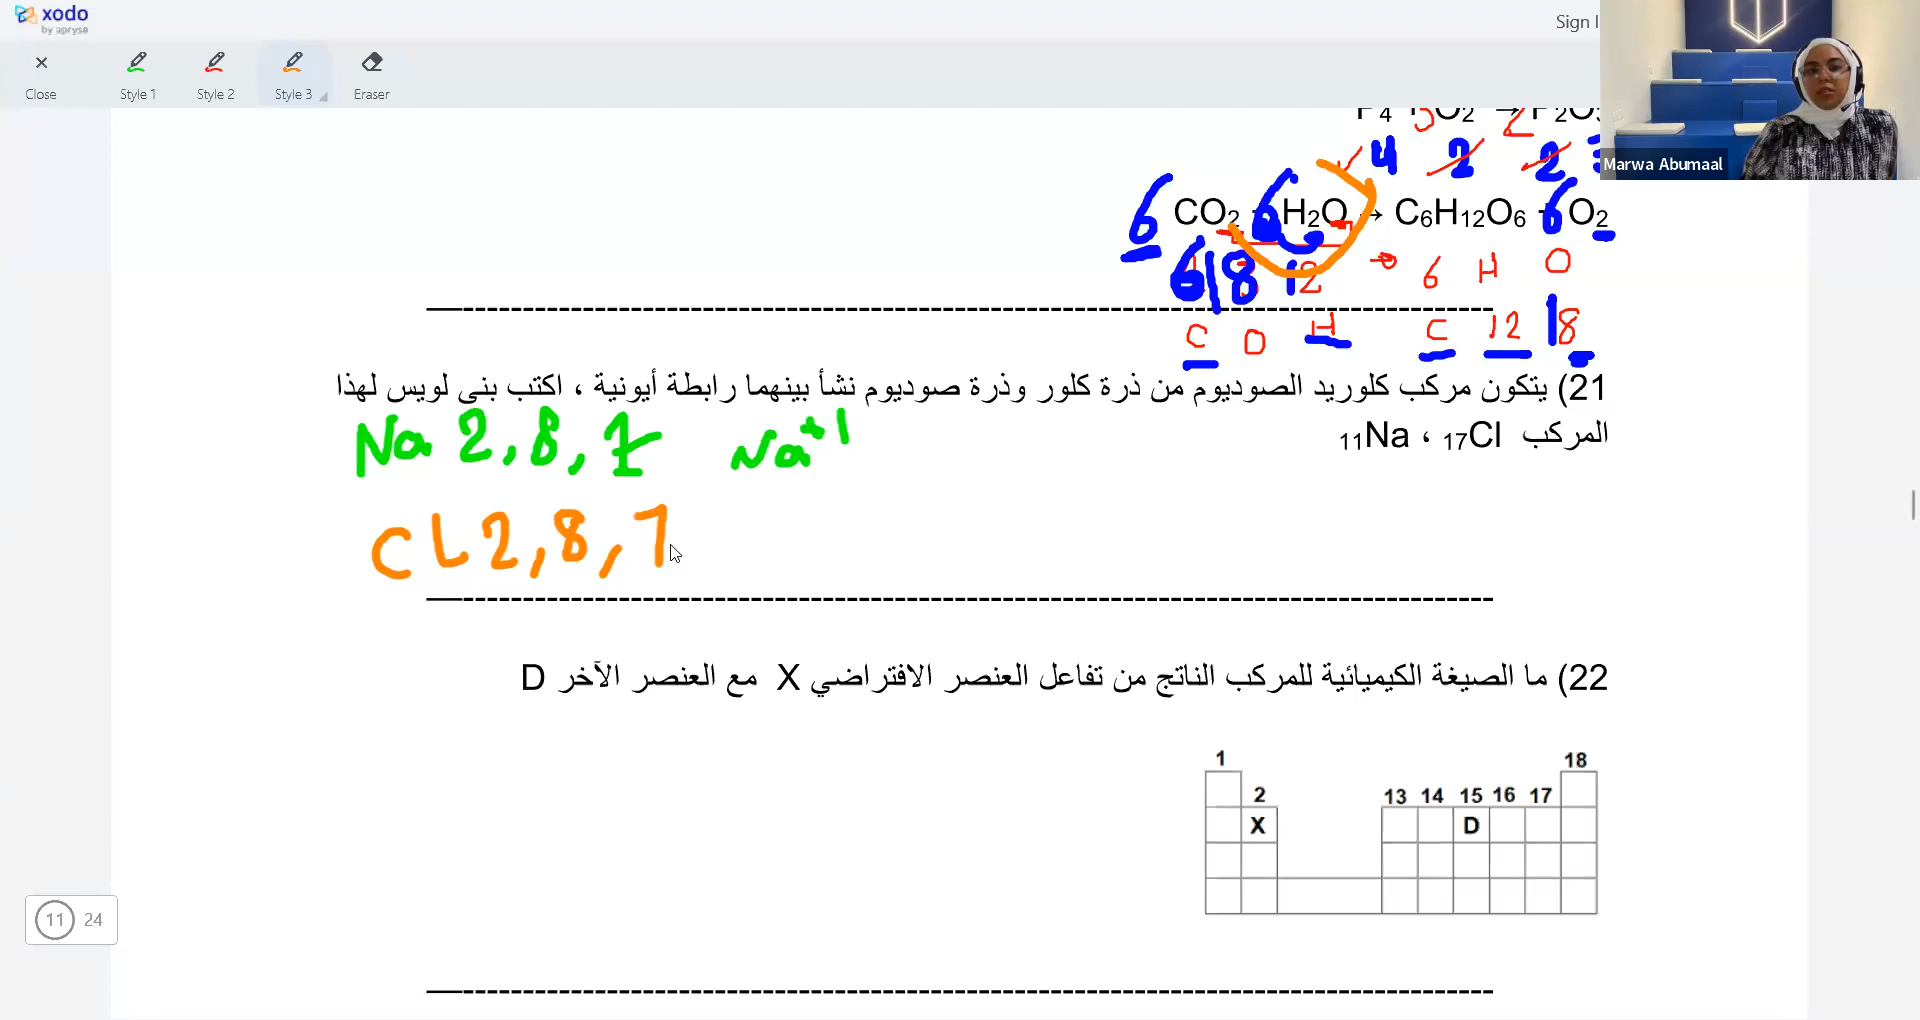 xodo
by apryse
Sign I
Close
Style 1
Style 2
Style 3
Eraser
Marwa Abumaal
4 2 2
6 CO2 6 H2O → C6H12O6 6 O2
6 18 12 → 6 H O
C O H C 12 18
21) يتكون مركب كلوريد الصوديوم من ذرة كلور وذرة صوديوم نشأ بينهما رابطة أيونية ، اكتب بنى لويس لهذا
المركب 11Na ، 17Cl
Na 2, 8, 1 Na+1
CL 2, 8, 7
22) ما الصيغة الكيميائية للمركب الناتج من تفاعل العنصر الافتراضي X مع العنصر الآخر D
1 18
2 13 14 15 16 17
X D
11 24